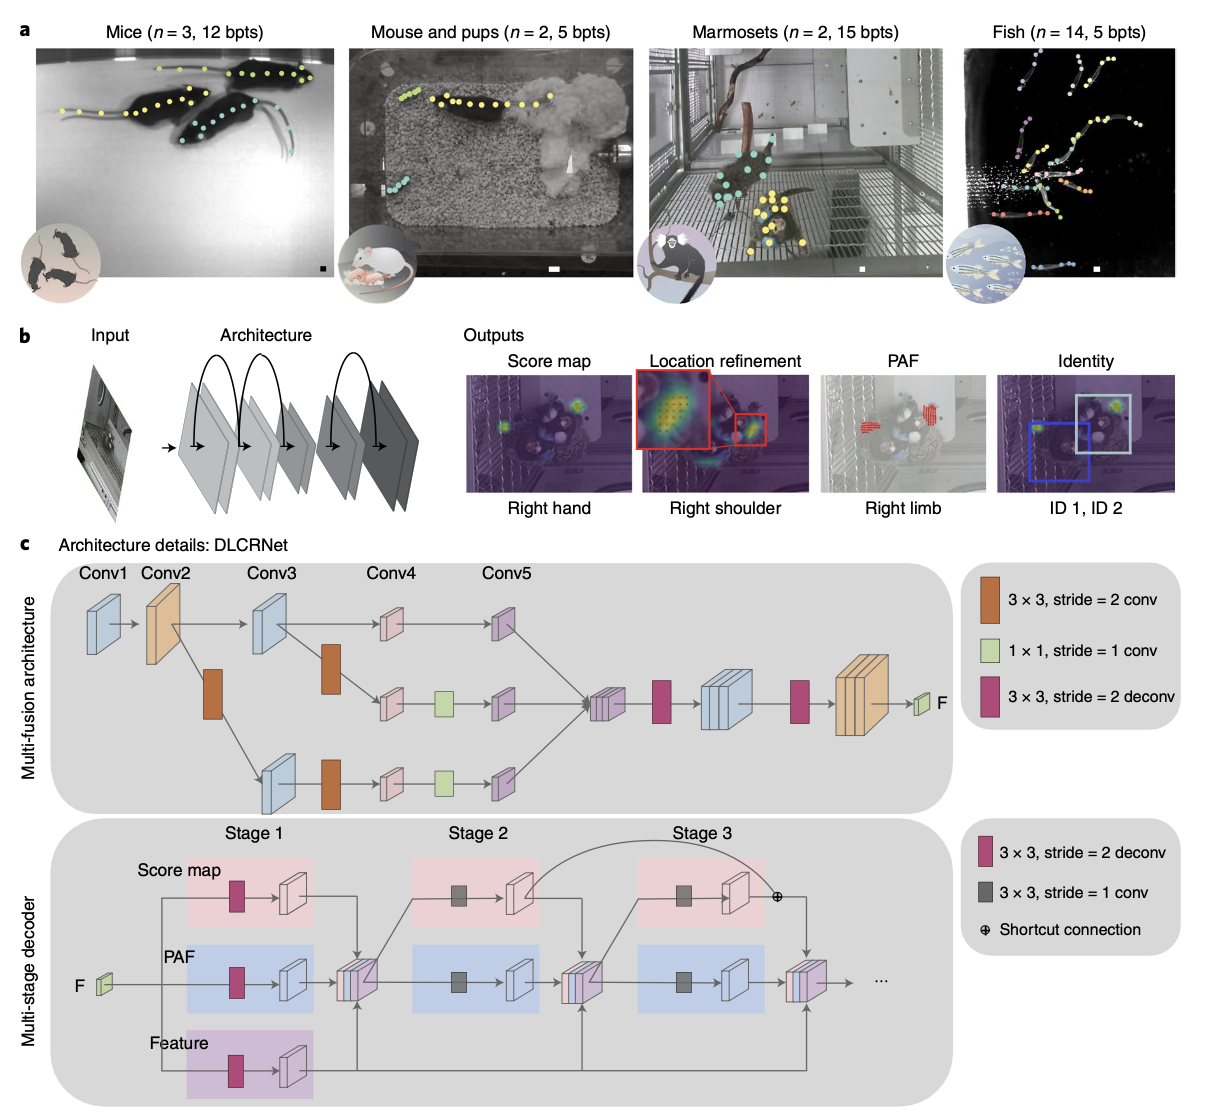 a
Mice (n = 3, 12 bpts)
Mouse and pups (n = 2, 5 bpts)
Marmosets (n = 2, 15 bpts)
Fish (n = 14, 5 bpts)
b
Input
Architecture
Outputs
Score map
Location refinement
PAF
Identity
Right hand
Right shoulder
Right limb
ID 1, ID 2
c
Architecture details: DLCRNet
Multi-fusion architecture
Conv1
Conv2
Conv3
Conv4
Conv5
F
3 × 3, stride = 2 conv
1 × 1, stride = 1 conv
3 × 3, stride = 2 deconv
Multi-stage decoder
Stage 1
Stage 2
Stage 3
Score map
PAF
F
Feature
...
3 × 3, stride = 2 deconv
3 × 3, stride = 1 conv
⊕ Shortcut connection